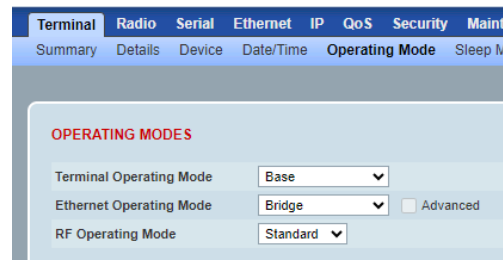 Terminal Radio Serial Ethernet IP QoS Security
Summary Details Device Date/Time Operating Mode Sleep
OPERATING MODES
Terminal Operating Mode Base
Ethernet Operating Mode Bridge Advanced
RF Operating Mode Standard